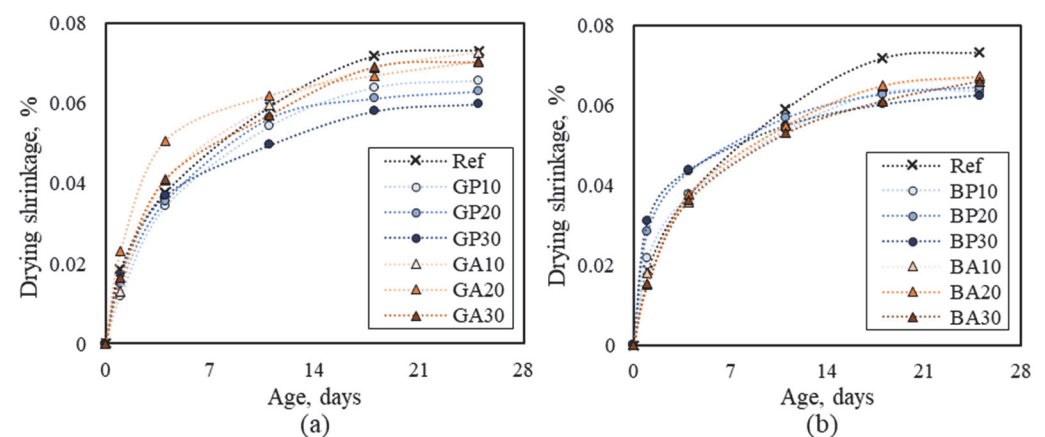 0.08
0.06
0.04
0.02
0
Drying shrinkage, %
Ref
GP10
GP20
GP30
GA10
GA20
GA30
0 7 14 21 28
Age, days
(a)
0.08
0.06
0.04
0.02
0
Drying shrinkage, %
Ref
BP10
BP20
BP30
BA10
BA20
BA30
0 7 14 21 28
Age, days
(b)